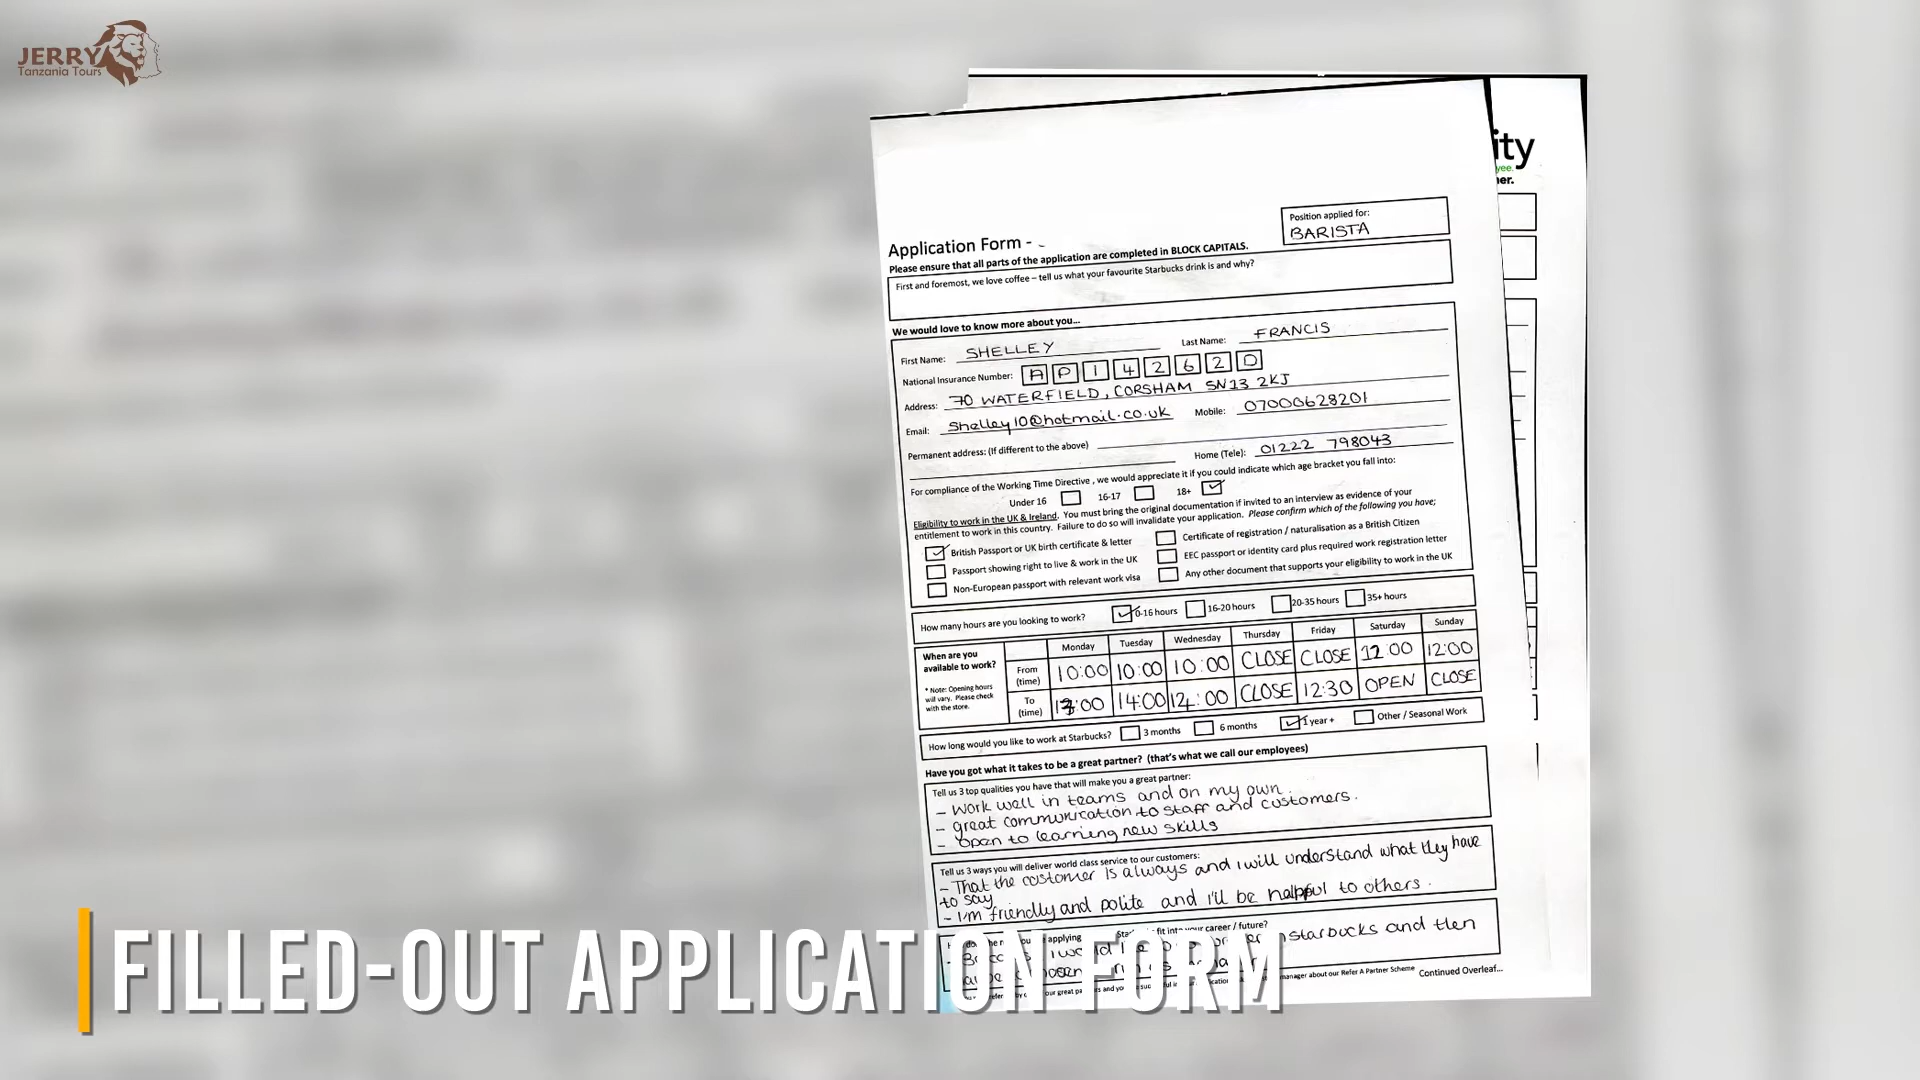 JERRY
Tanzania Tours
ity
yee.
er.
Position applied for:
BARISTA
Application Form -
Please ensure that all parts of the application are completed in BLOCK CAPITALS.
First and foremost, we love coffee – tell us what your favourite Starbucks drink is and why?
We would love to know more about you...
First Name: SHELLEY Last Name: FRANCIS
National Insurance Number: A P 1 4 2 6 2 D
Address: 70 WATERFIELD, CORSHAM SN13 2KJ
Email: Shelley10@hotmail.co.uk Mobile: 07000628201
Permanent address: (If different to the above)
Home (Tele): 01222 798043
For compliance of the Working Time Directive , we would appreciate it if you could indicate which age bracket you fall into:
Under 16 16-17 18+
Eligibility to work in the UK & Ireland. You must bring the original documentation if invited to an interview as evidence of your
entitlement to work in this country. Failure to do so will invalidate your application. Please confirm which of the following you have;
British Passport or UK birth certificate & letter Certificate of registration / naturalisation as a British Citizen
Passport showing right to live & work in the UK EEC passport or identity card plus required work registration letter
Non-European passport with relevant work visa Any other document that supports your eligibility to work in the UK
How many hours are you looking to work? 0-16 hours 16-20 hours 20-35 hours 35+ hours
When are you
available to work?
* Note: Opening hours
will vary. Please check
with the store.
Monday Tuesday Wednesday Thursday Friday Saturday Sunday
From
(time) 10:00 10:00 10:00 CLOSE CLOSE 12:00 12:00
To
(time) 13:00 14:00 12:00 CLOSE 12:30 OPEN CLOSE
How long would you like to work at Starbucks? 3 months 6 months 1 year + Other / Seasonal Work
Have you got what it takes to be a great partner? (that's what we call our employees)
Tell us 3 top qualities you have that will make you a great partner:
- Work well in teams and on my own.
- great communication to staff and customers.
- Open to learning new skills
Tell us 3 ways you will deliver world class service to our customers:
- That the customer is always and i will understand what they have
to say
- I'm friendly and polite and i'll be helpful to others.
applying fit into your career / future?
starbucks and then
manager about our Refer A Partner Scheme Continued Overleaf...
FILLED-OUT APPLICATION FORM